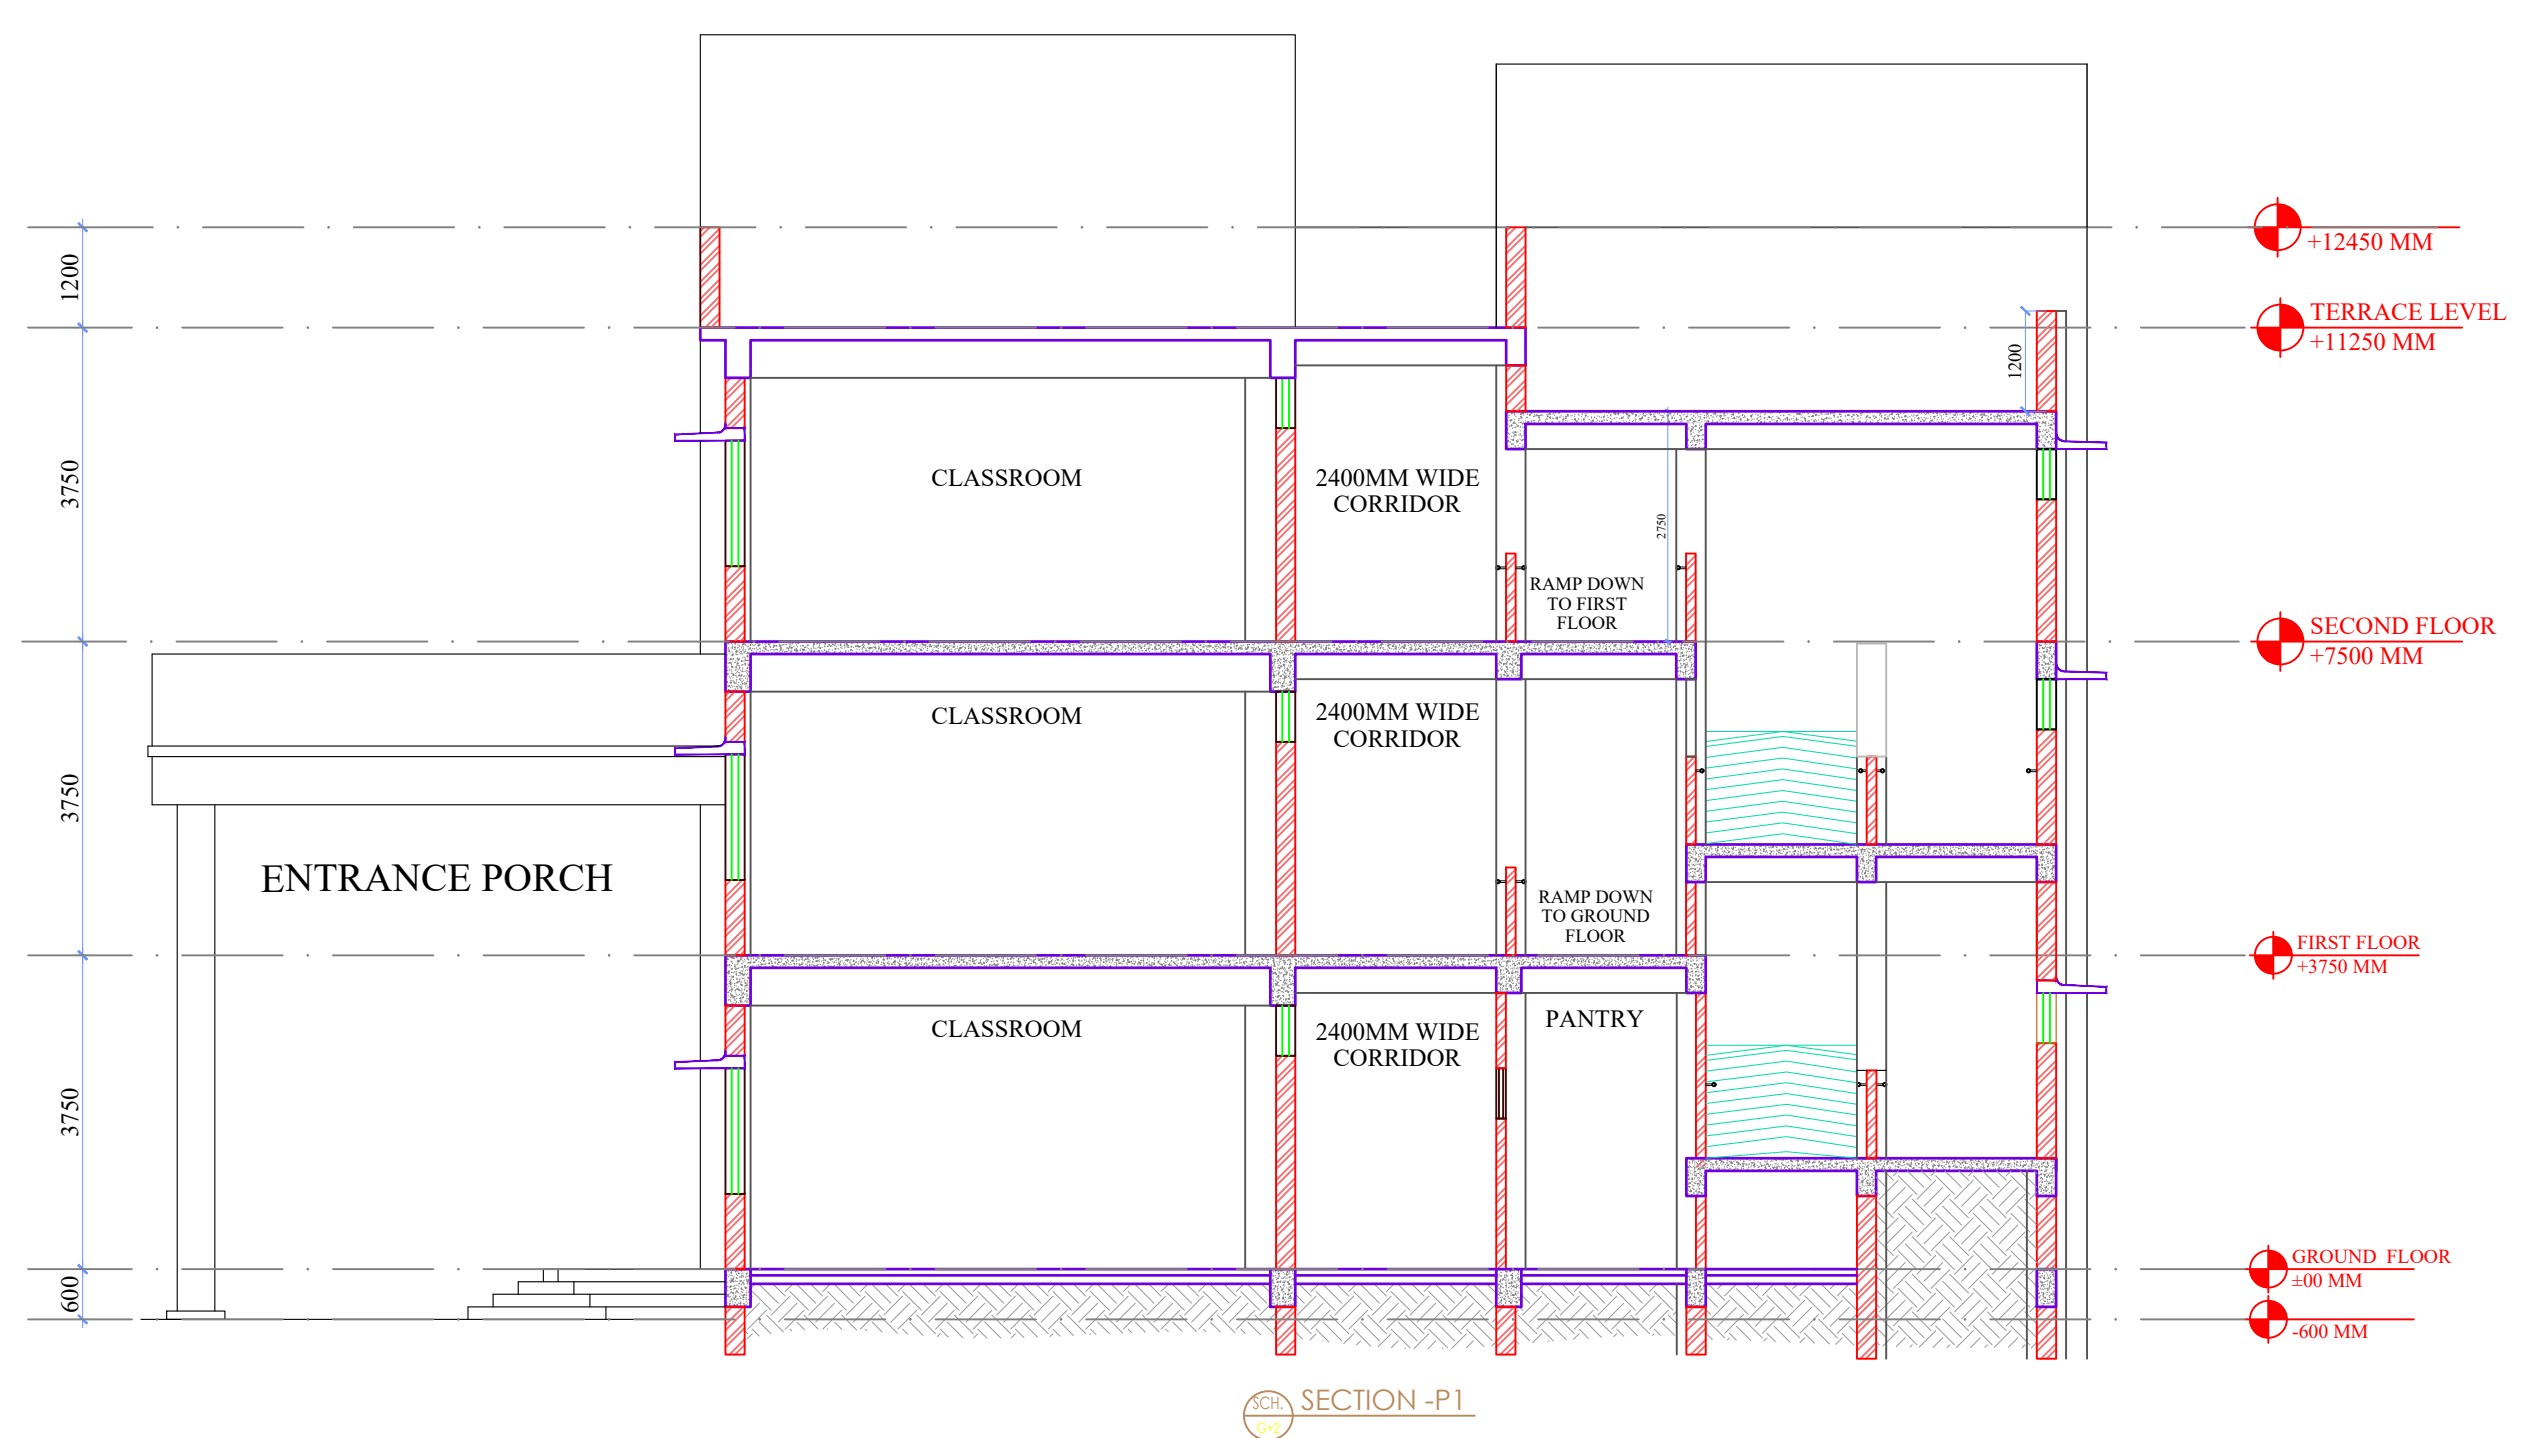 +12450 MM
1200
TERRACE LEVEL
+11250 MM
1200
3750
CLASSROOM
2400MM WIDE
CORRIDOR
2750
RAMP DOWN
TO FIRST
FLOOR
SECOND FLOOR
+7500 MM
CLASSROOM
2400MM WIDE
CORRIDOR
3750
ENTRANCE PORCH
RAMP DOWN
TO GROUND
FLOOR
FIRST FLOOR
+3750 MM
CLASSROOM
2400MM WIDE
CORRIDOR
PANTRY
3750
GROUND FLOOR
±00 MM
600
-600 MM
SCH.
G+2
SECTION -P1